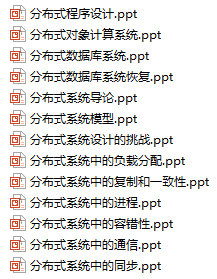 分布式程序设计.ppt
分布式对象计算系统.ppt
分布式数据库系统.ppt
分布式数据库系统恢复.ppt
分布式系统导论.ppt
分布式系统模型.ppt
分布式系统设计的挑战.ppt
分布式系统中的负载分配.ppt
分布式系统中的复制和一致性.ppt
分布式系统中的进程.ppt
分布式系统中的容错性.ppt
分布式系统中的通信.ppt
分布式系统中的同步.ppt